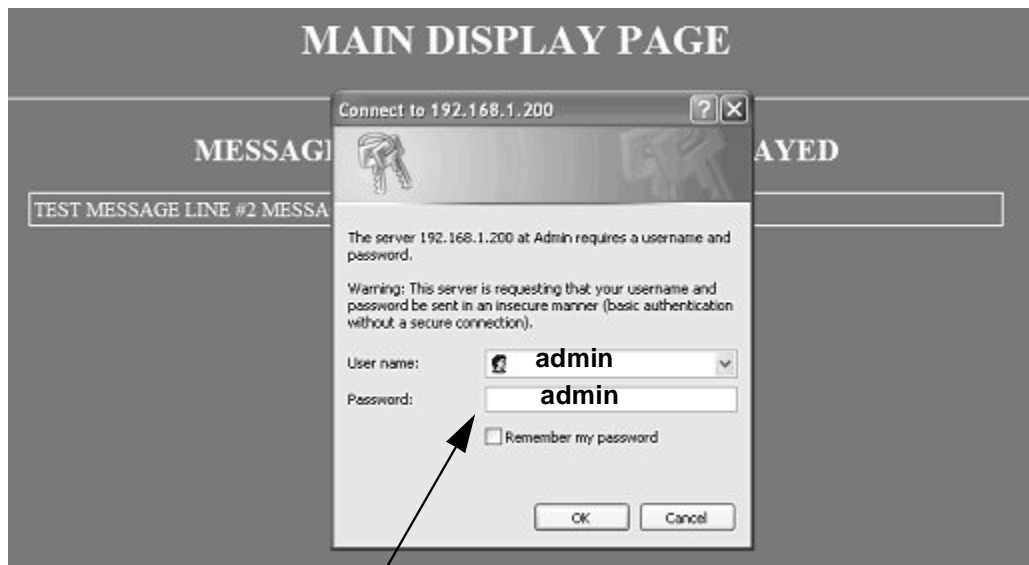 MAIN DISPLAY PAGE
Connect to 192.168.1.200
MESSAG AYED
TEST MESSAGE LINE #2 MESSA
The server 192.168.1.200 at Admin requires a username and
password.
Warning: This server is requesting that your username and
password be sent in an insecure manner (basic authentication
without a secure connection).
User name: admin
Password: admin
Remember my password
OK Cancel